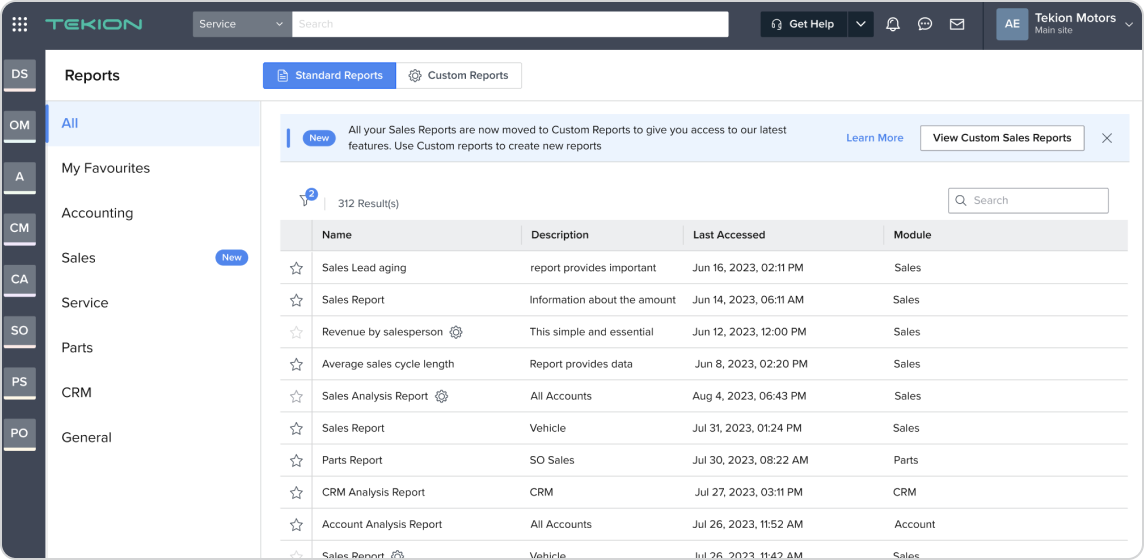 TEKION
Service
Search
Get Help
AE
Tekion Motors
Main site
DS
OM
A
CM
CA
SO
PS
PO
Reports
Standard Reports
Custom Reports
All
My Favourites
Accounting
Sales
New
Service
Parts
CRM
General
New
All your Sales Reports are now moved to Custom Reports to give you access to our latest
features. Use Custom reports to create new reports
Learn More
View Custom Sales Reports
2
312 Result(s)
Search
Name Description Last Accessed Module
Sales Lead aging report provides important Jun 16, 2023, 02:11 PM Sales
Sales Report Information about the amount Jun 14, 2023, 06:11 AM Sales
Revenue by salesperson This simple and essential Jun 12, 2023, 12:00 PM Sales
Average sales cycle length Report provides data Jun 8, 2023, 02:20 PM Sales
Sales Analysis Report All Accounts Aug 4, 2023, 06:43 PM Sales
Sales Report Vehicle Jul 31, 2023, 01:24 PM Sales
Parts Report SO Sales Jul 30, 2023, 08:22 AM Parts
CRM Analysis Report CRM Jul 27, 2023, 03:11 PM CRM
Account Analysis Report All Accounts Jul 26, 2023, 11:52 AM Account
Sales Report Vehicle Jul 26, 2023, 11:42 AM Sales